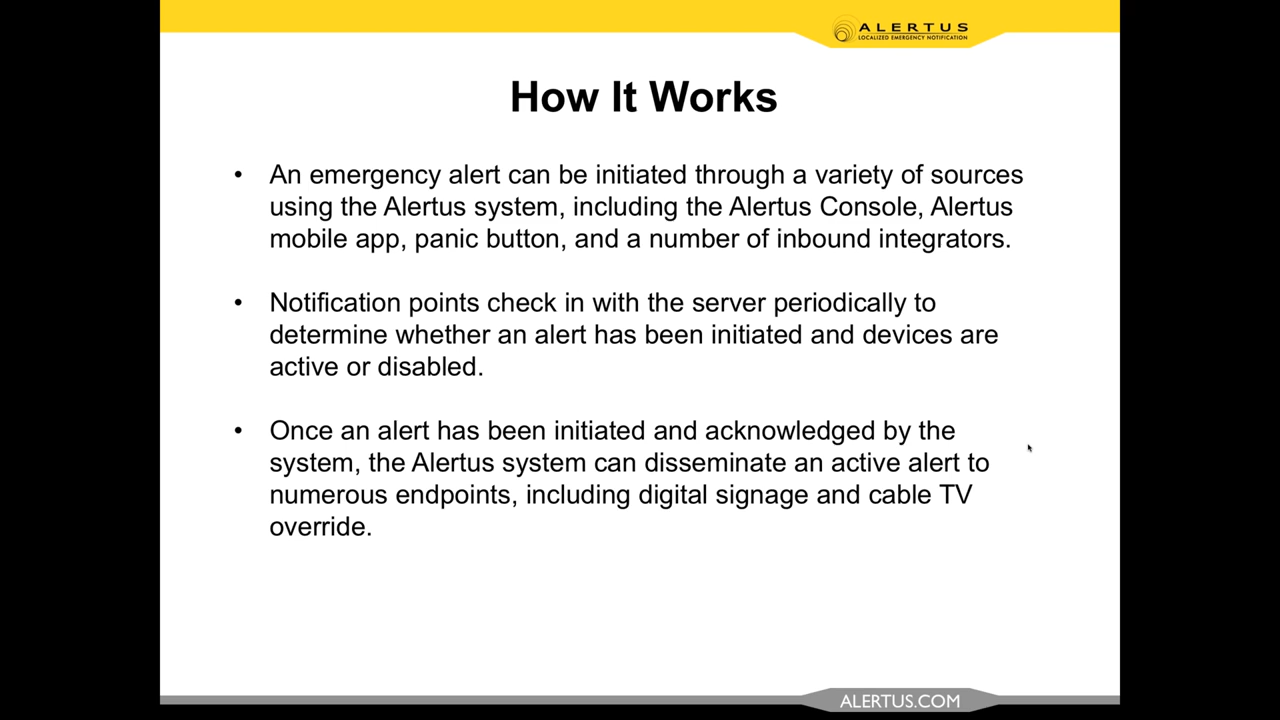 ALERTUS
LOCALIZED EMERGENCY NOTIFICATION
How It Works
• An emergency alert can be initiated through a variety of sources
using the Alertus system, including the Alertus Console, Alertus
mobile app, panic button, and a number of inbound integrators.
• Notification points check in with the server periodically to
determine whether an alert has been initiated and devices are
active or disabled.
• Once an alert has been initiated and acknowledged by the
system, the Alertus system can disseminate an active alert to
numerous endpoints, including digital signage and cable TV
override.
ALERTUS.COM